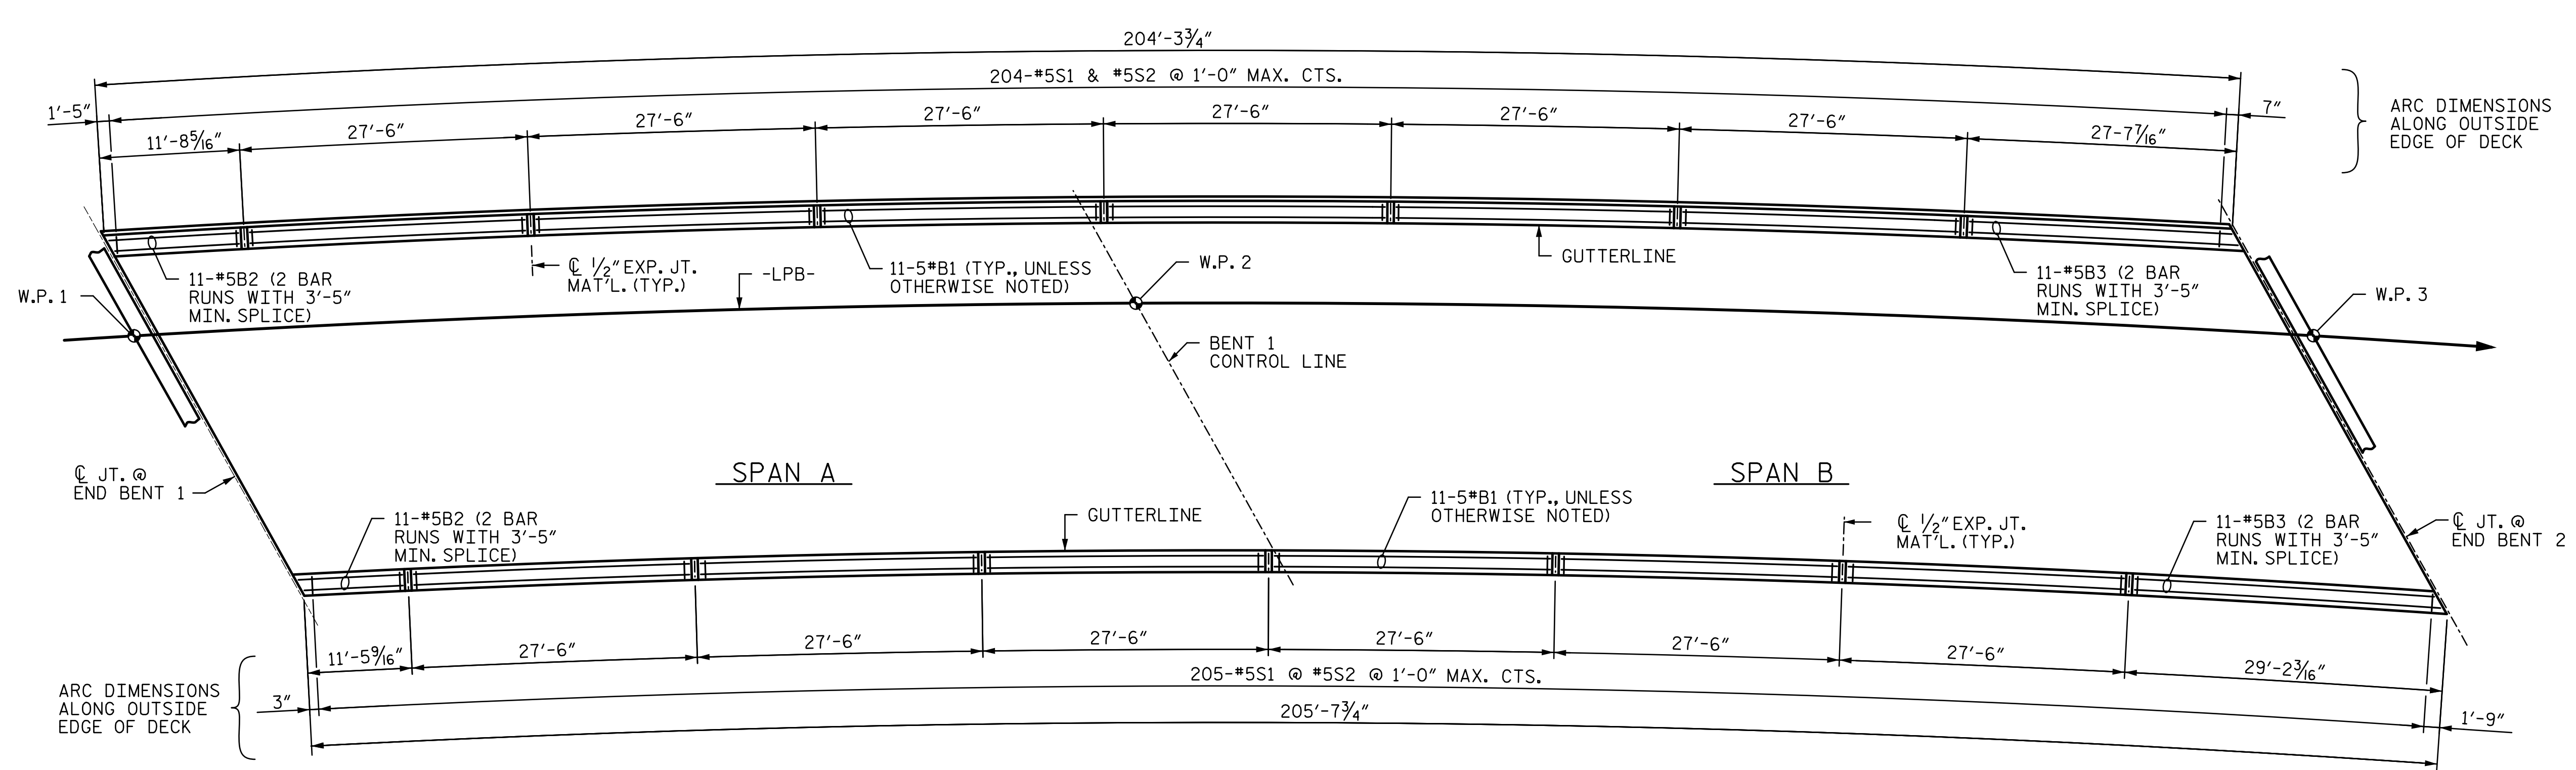 204'-3¾"
204-#5S1 & #5S2 @ 1'-0" MAX. CTS.
1'-5"
7"
11'-8⁵⁄₁₆"
27'-6"
27'-6"
27'-6"
27'-6"
27'-6"
27'-6"
27-7⁷⁄₁₆"
ARC DIMENSIONS
ALONG OUTSIDE
EDGE OF DECK
11-#5B2 (2 BAR
RUNS WITH 3'-5"
MIN. SPLICE)
℄ ½" EXP. JT.
MAT'L. (TYP.)
-LPB-
11-5#B1 (TYP., UNLESS
OTHERWISE NOTED)
W.P. 2
GUTTERLINE
11-#5B3 (2 BAR
RUNS WITH 3'-5"
MIN. SPLICE)
W.P. 1
W.P. 3
BENT 1
CONTROL LINE
SPAN A
SPAN B
℄ JT. @
END BENT 1
11-#5B2 (2 BAR
RUNS WITH 3'-5"
MIN. SPLICE)
GUTTERLINE
11-5#B1 (TYP., UNLESS
OTHERWISE NOTED)
℄ ½" EXP. JT.
MAT'L. (TYP.)
11-#5B3 (2 BAR
RUNS WITH 3'-5"
MIN. SPLICE)
℄ JT. @
END BENT 2
11'-5⁹⁄₁₆"
27'-6"
27'-6"
27'-6"
27'-6"
27'-6"
27'-6"
29'-2³⁄₁₆"
ARC DIMENSIONS
ALONG OUTSIDE
EDGE OF DECK
3"
205-#5S1 @ #5S2 @ 1'-0" MAX. CTS.
1'-9"
205'-7¾"